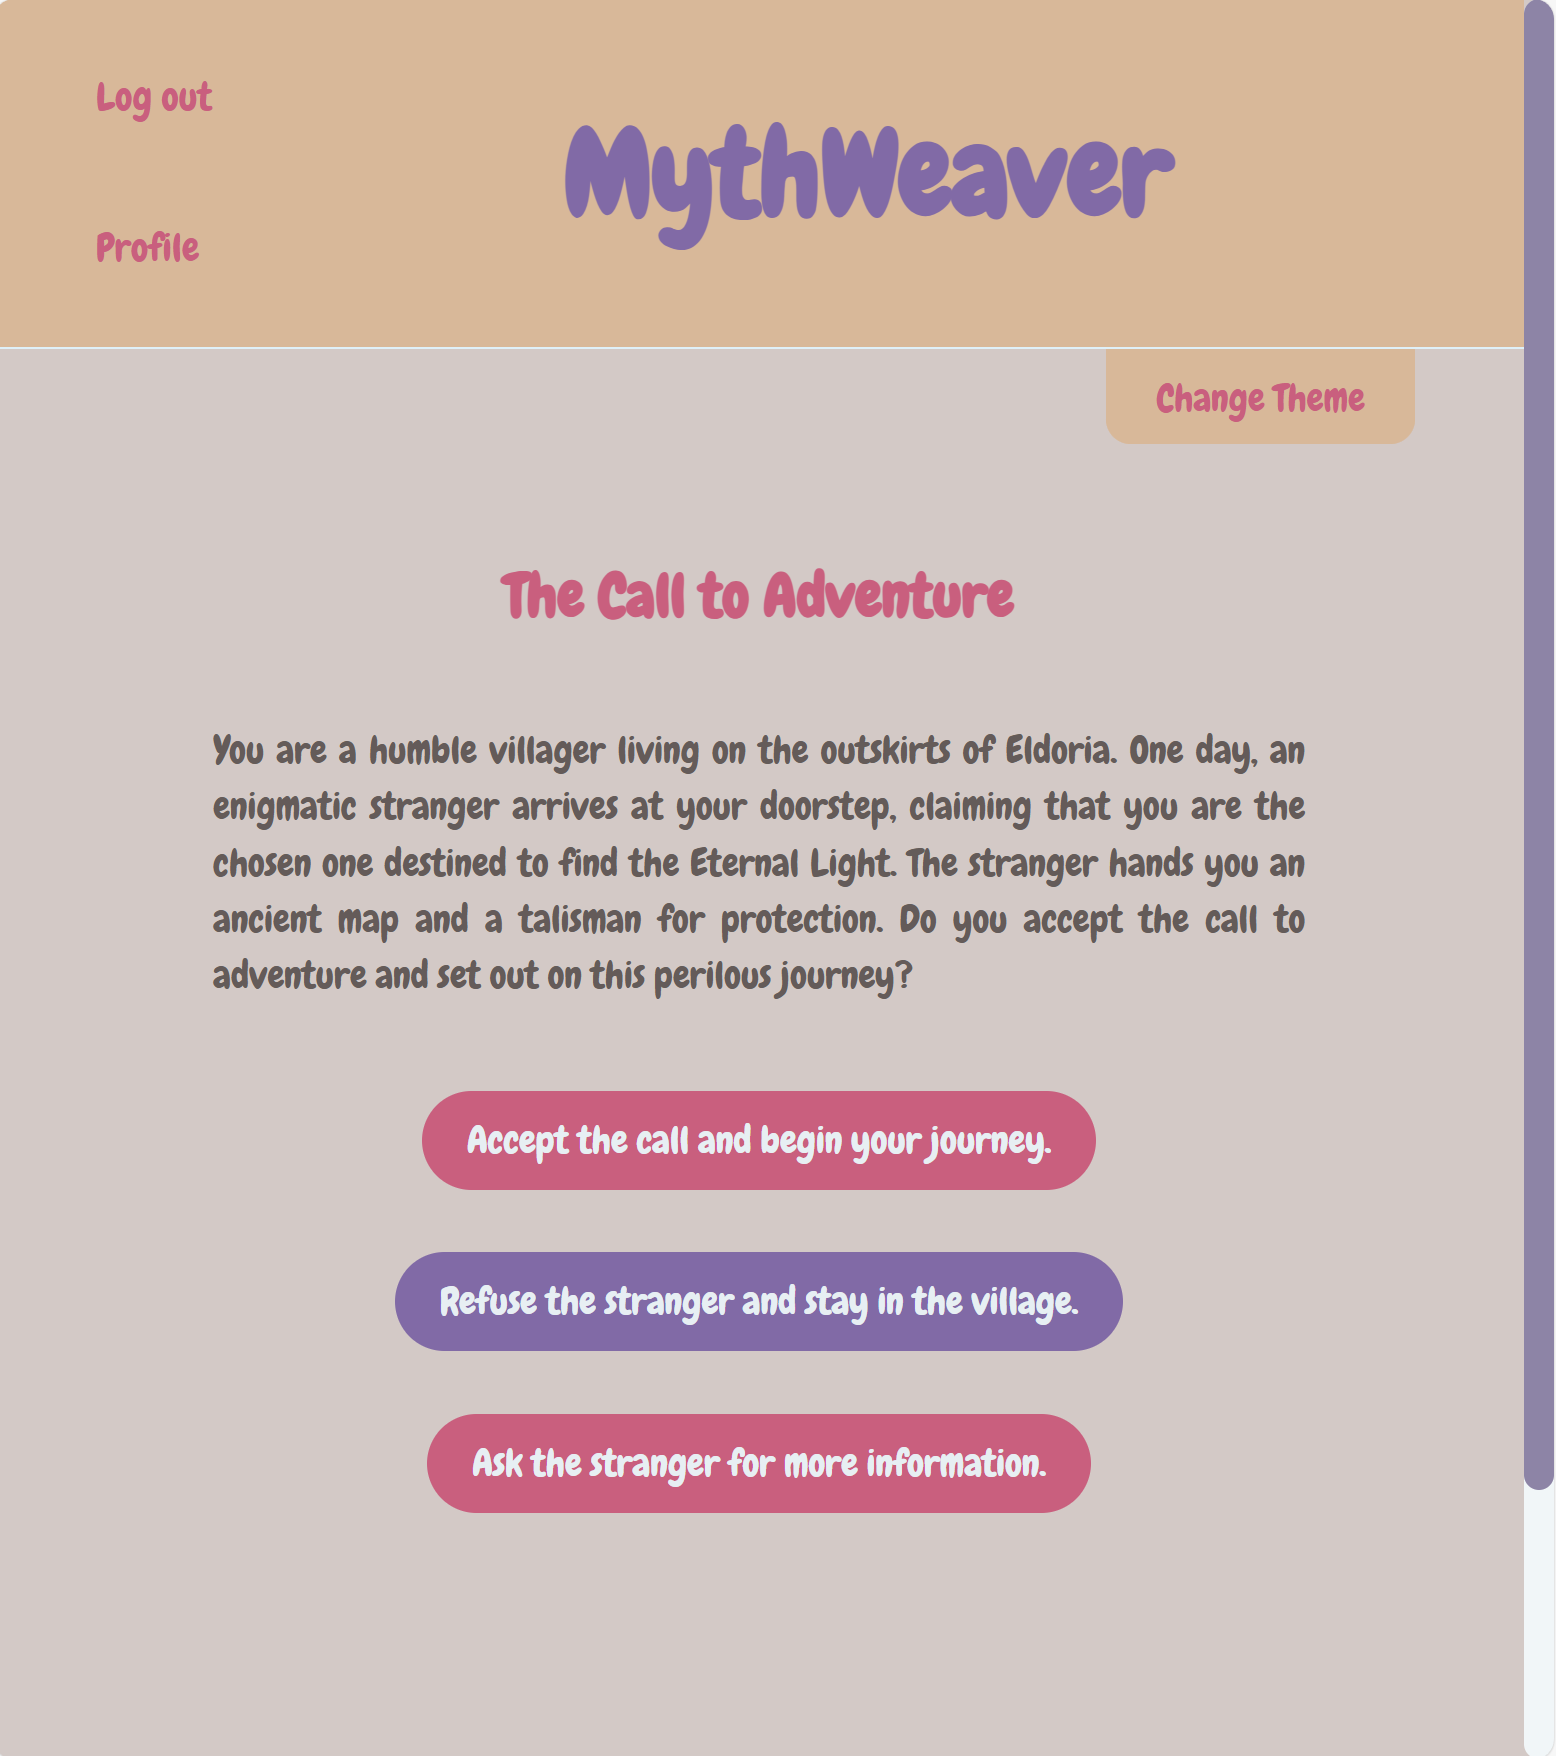 Log out
MythWeaver
Profile
Change Theme
The Call to Adventure
You are a humble villager living on the outskirts of Eldoria. One day, an
enigmatic stranger arrives at your doorstep, claiming that you are the
chosen one destined to find the Eternal Light. The stranger hands you an
ancient map and a talisman for protection. Do you accept the call to
adventure and set out on this perilous journey?
Accept the call and begin your journey.
Refuse the stranger and stay in the village.
Ask the stranger for more information.